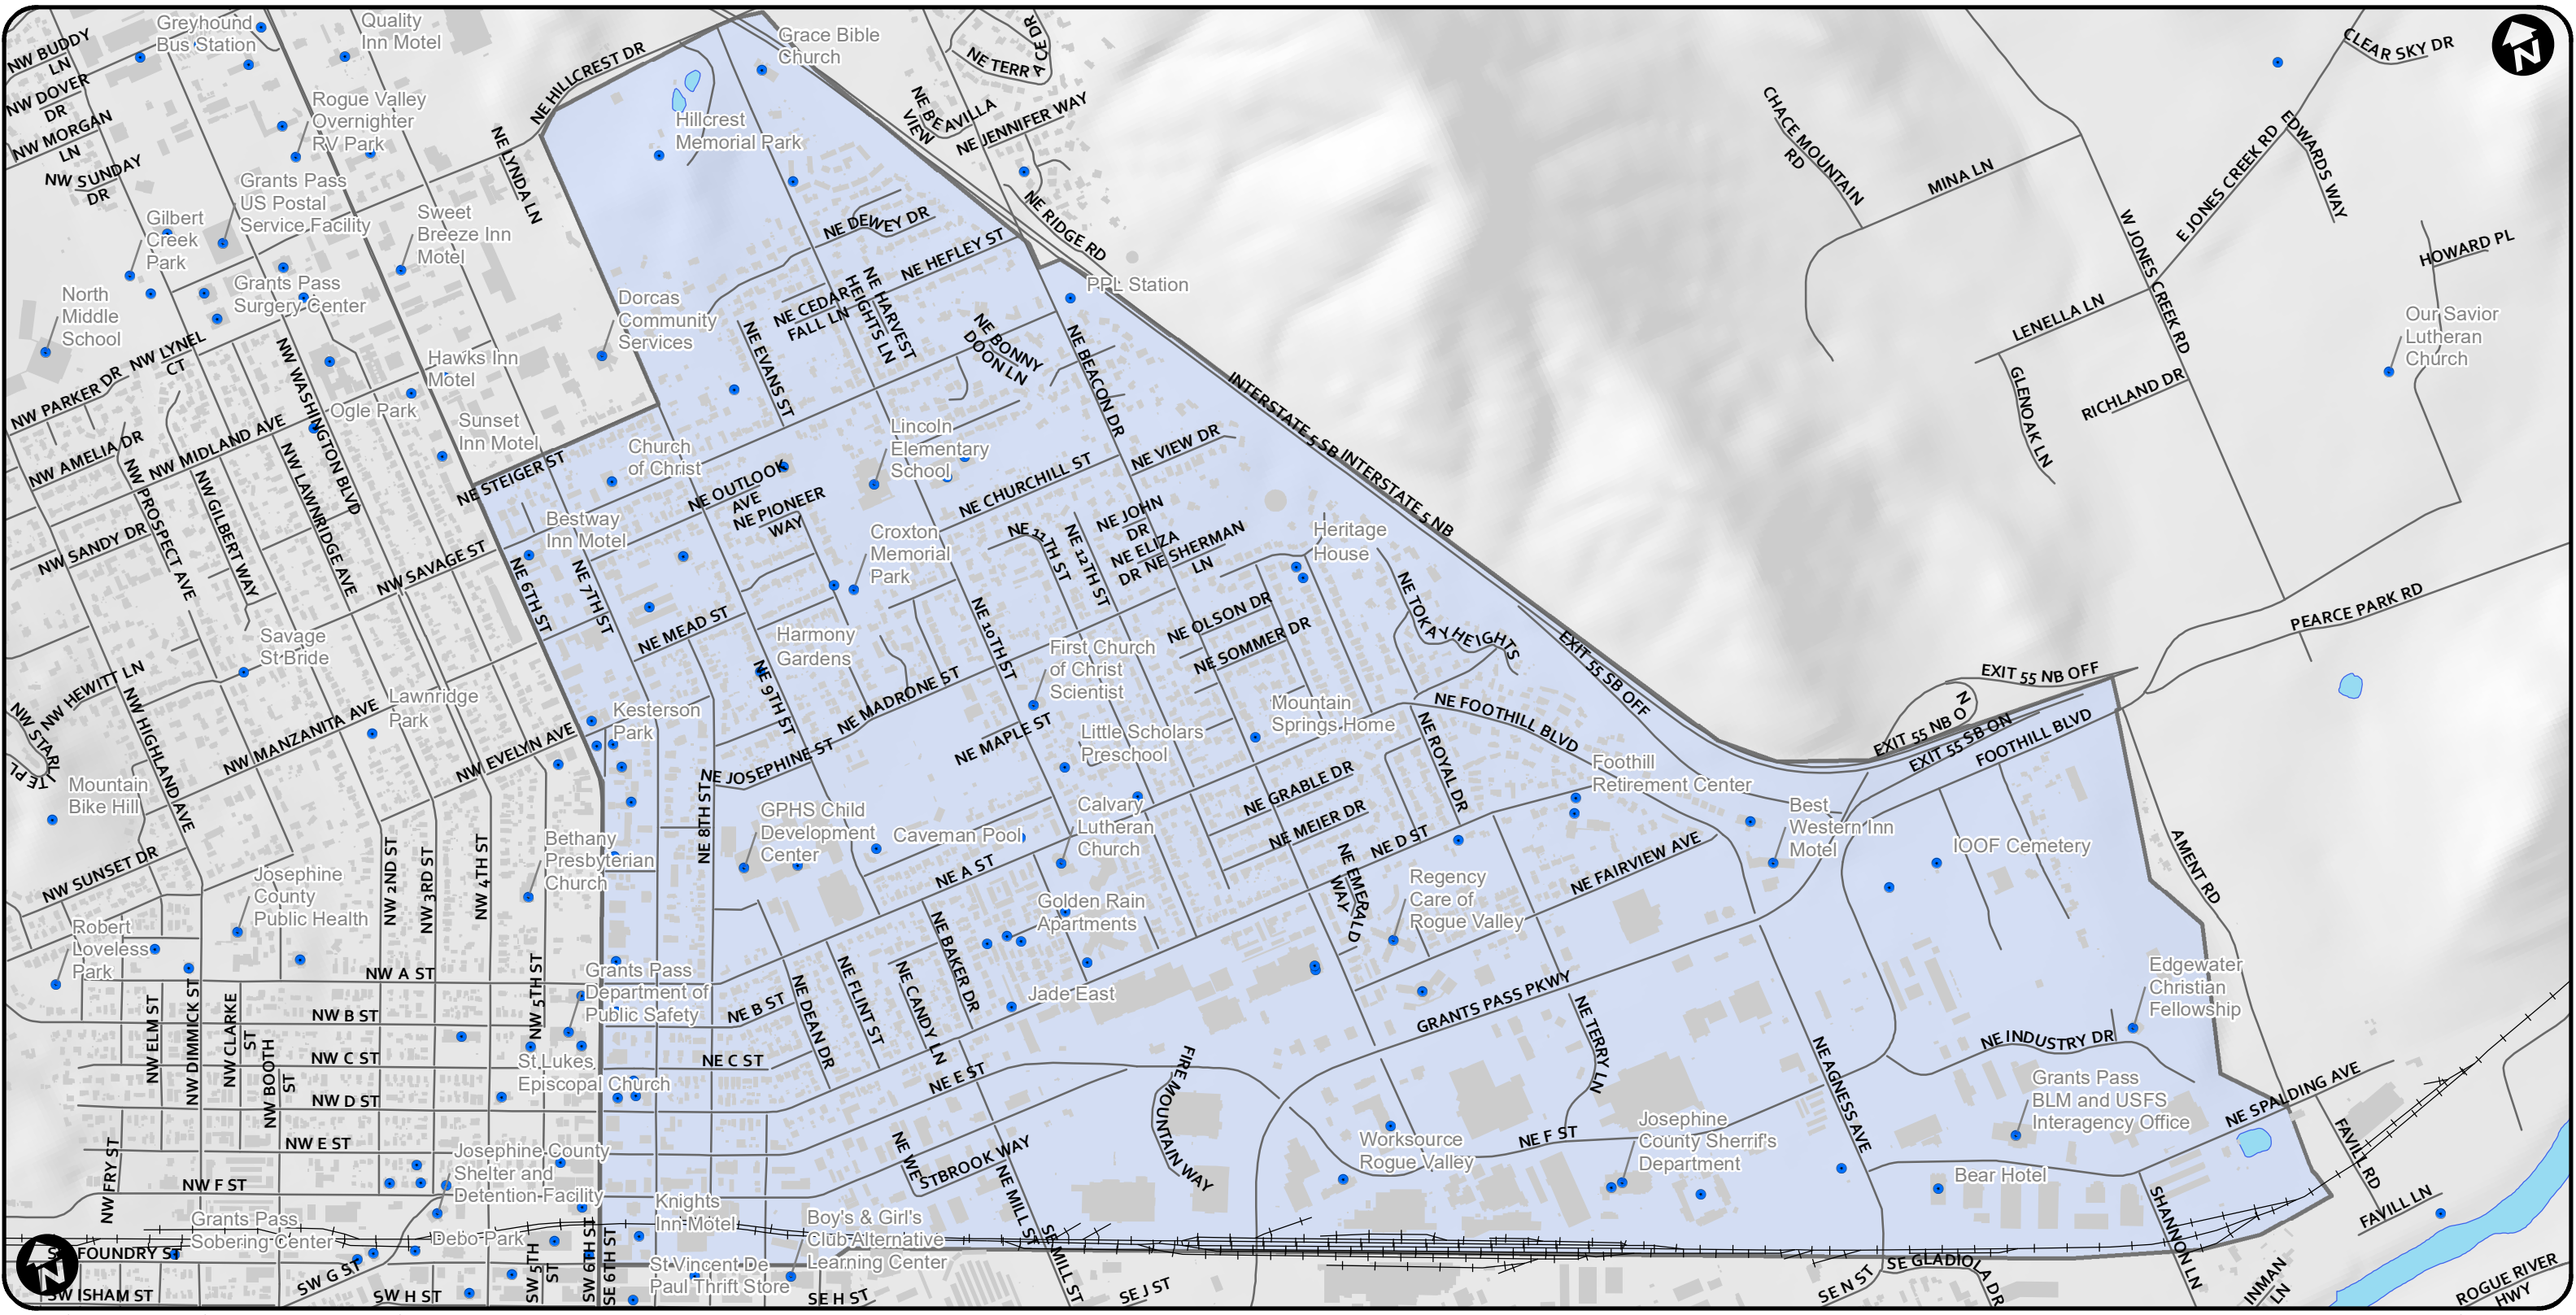 Greyhound
Bus Station
Quality
Inn Motel
Grace Bible
Church
NW BUDDY
LN
NW DOVER
DR
NW MORGAN
LN
NW SUNDAY
DR
Rogue Valley
Overnighter
RV Park
NE HILLCREST DR
NE LYNDA LN
Hillcrest
Memorial Park
NE TERRACE DR
NE BEAVILLA
VIEW
NE JENNIFER WAY
NE RIDGE RD
CHACE MOUNTAIN
RD
MINA LN
CLEAR SKY DR
EDWARDS WAY
E JONES CREEK RD
W JONES CREEK RD
HOWARD PL
N
Grants Pass
US Postal
Service Facility
Gilbert
Creek
Park
Sweet
Breeze Inn
Motel
North
Middle
School
Grants Pass
Surgery Center
Dorcas
Community
Services
NE DEWEY DR
NE HEFLEY ST
NE CEDAR
FALL LN
NE HARVEST
HEIGHTS LN
NE EVANS ST
NE BONNY
DOON LN
NE BEACON DR
PPL Station
LENELLA LN
RICHLAND DR
GLENOAK LN
Our Savior
Lutheran
Church
NW PARKER DR
NW LYNEL
CT
NW WASHINGTON BLVD
Hawks Inn
Motel
Ogle Park
Sunset
Inn Motel
NW AMELIA DR
NW MIDLAND AVE
NW PROSPECT AVE
NW GILBERT WAY
NW LAWNRIDGE AVE
NW SANDY DR
NW SAVAGE ST
NE STEIGER ST
Church
of Christ
NE OUTLOOK
AVE
NE PIONEER
WAY
Lincoln
Elementary
School
NE CHURCHILL ST
NE VIEW DR
INTERSTATE 5 SB
INTERSTATE 5 NB
Bestway
Inn Motel
NE 6TH ST
NE 7TH ST
NE MEAD ST
Croxton
Memorial
Park
NE 11TH ST
NE 12TH ST
NE JOHN
DR
NE ELIZA
DR
NE SHERMAN
LN
Heritage
House
NE TOKAY HEIGHTS
NE OLSON DR
NE SOMMER DR
EXIT 55 SB OFF
PEARCE PARK RD
EXIT 55 NB OFF
EXIT 55 NB ON
EXIT 55 SB ON
FOOTHILL BLVD
Savage
St Bride
NW HEWITT LN
NW HIGHLAND AVE
NW MANZANITA AVE
Lawnridge
Park
NW EVELYN AVE
Kesterson
Park
Harmony
Gardens
NE 9TH ST
NE MADRONE ST
NE 10TH ST
First Church
of Christ
Scientist
NE MAPLE ST
NE JOSEPHINE ST
Little Scholars
Preschool
Mountain
Springs Home
NE FOOTHILL BLVD
NE ROYAL DR
NE GRABLE DR
NE MEIER DR
Foothill
Retirement Center
Mountain
Bike Hill
NW SUNSET DR
Josephine
County
Public Health
NW 2ND ST
NW 3RD ST
NW 4TH ST
Bethany
Presbyterian
Church
NE 8TH ST
GPHS Child
Development
Center
Caveman Pool
Calvary
Lutheran
Church
NE A ST
NE D ST
NE EMERALD
WAY
NE FAIRVIEW AVE
Best
Western Inn
Motel
IOOF Cemetery
AMENT RD
Robert
Loveless
Park
NW A ST
NW B ST
NW C ST
NW D ST
NW E ST
NW F ST
NW ELM ST
NW DIMMICK ST
NW CLARKE
ST
NW BOOTH
ST
NW FRY ST
NW 5TH ST
Grants Pass
Department of
Public Safety
NE B ST
NE C ST
NE DEAN DR
NE FLINT ST
NE CANDY LN
NE BAKER DR
Golden Rain
Apartments
Jade East
Regency
Care of
Rogue Valley
GRANTS PASS PKWY
NE TERRY LN
NE AGNESS AVE
Edgewater
Christian
Fellowship
NE INDUSTRY DR
St Lukes
Episcopal Church
NE E ST
FIRE MOUNTAIN WAY
NE WESTBROOK WAY
NE MILL ST
Worksource
Rogue Valley
NE F ST
Josephine
County Sherrif's
Department
Grants Pass
BLM and USFS
Interagency Office
NE SPALDING AVE
Bear Hotel
SHANNON LN
FAVILL RD
FAVILL LN
Josephine County
Shelter and
Detention Facility
Grants Pass
Sobering Center
Debo Park
FOUNDRY ST
SW G ST
SW H ST
SW ISHAM ST
SW 5TH
ST
SW 6TH ST
SE 6TH ST
Knights
Inn Motel
St Vincent De
Paul Thrift Store
Boy's & Girl's
Club Alternative
Learning Center
SE H ST
SE MILL ST
SE J ST
SE N ST
SE GLADIOLA DR
INMAN
LN
ROGUE RIVER
HWY
N